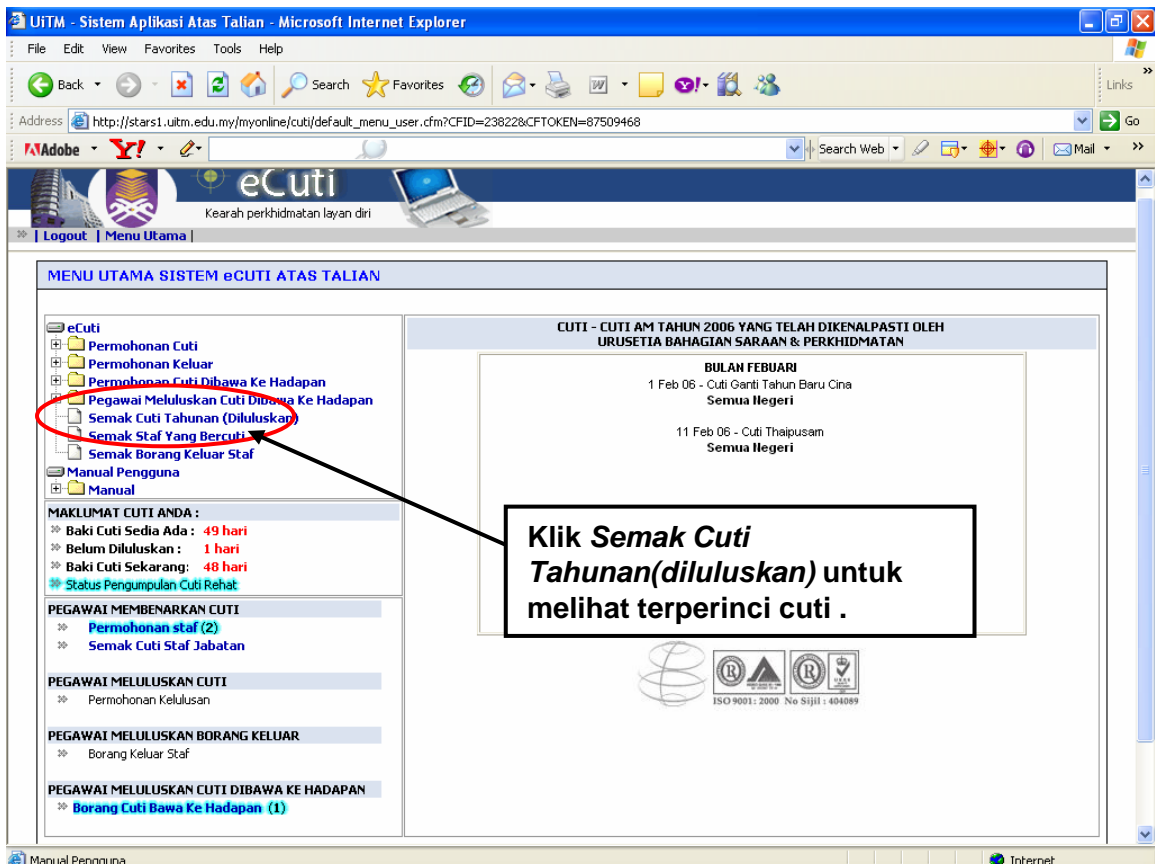 UiTM - Sistem Aplikasi Atas Talian - Microsoft Internet Explorer
File Edit View Favorites Tools Help
Back Search Favorites Links
Address http://stars1.uitm.edu.my/myonline/cuti/default_menu_user.cfm?CFID=23822&CFTOKEN=87509468 Go
Adobe Y! Search Web Mail
eCuti
Kearah perkhidmatan layan diri
| Logout | Menu Utama |
MENU UTAMA SISTEM eCUTI ATAS TALIAN
eCuti
Permohonan Cuti
Permohonan Keluar
Permohonan Cuti Dibawa Ke Hadapan
Pegawai Meluluskan Cuti Dibawa Ke Hadapan
Semak Cuti Tahunan (Diluluskan)
Semak Staf Yang Bercuti
Semak Borang Keluar Staf
Manual Pengguna
Manual
MAKLUMAT CUTI ANDA :
Baki Cuti Sedia Ada : 49 hari
Belum Diluluskan : 1 hari
Baki Cuti Sekarang: 48 hari
Status Pengumpulan Cuti Rehat
PEGAWAI MEMBENARKAN CUTI
Permohonan staf (2)
Semak Cuti Staf Jabatan
PEGAWAI MELULUSKAN CUTI
Permohonan Kelulusan
PEGAWAI MELULUSKAN BORANG KELUAR
Borang Keluar Staf
PEGAWAI MELULUSKAN CUTI DIBAWA KE HADAPAN
Borang Cuti Bawa Ke Hadapan (1)
CUTI - CUTI AM TAHUN 2006 YANG TELAH DIKENALPASTI OLEH
URUSETIA BAHAGIAN SARAAN & PERKHIDMATAN
BULAN FEBUARI
1 Feb 06 - Cuti Ganti Tahun Baru Cina
Semua Negeri
11 Feb 06 - Cuti Thaipusam
Semua Negeri
Klik Semak Cuti
Tahunan(diluluskan) untuk
melihat terperinci cuti .
ISO 9001: 2000 No Sijil : 404089
Manual Pengguna Internet